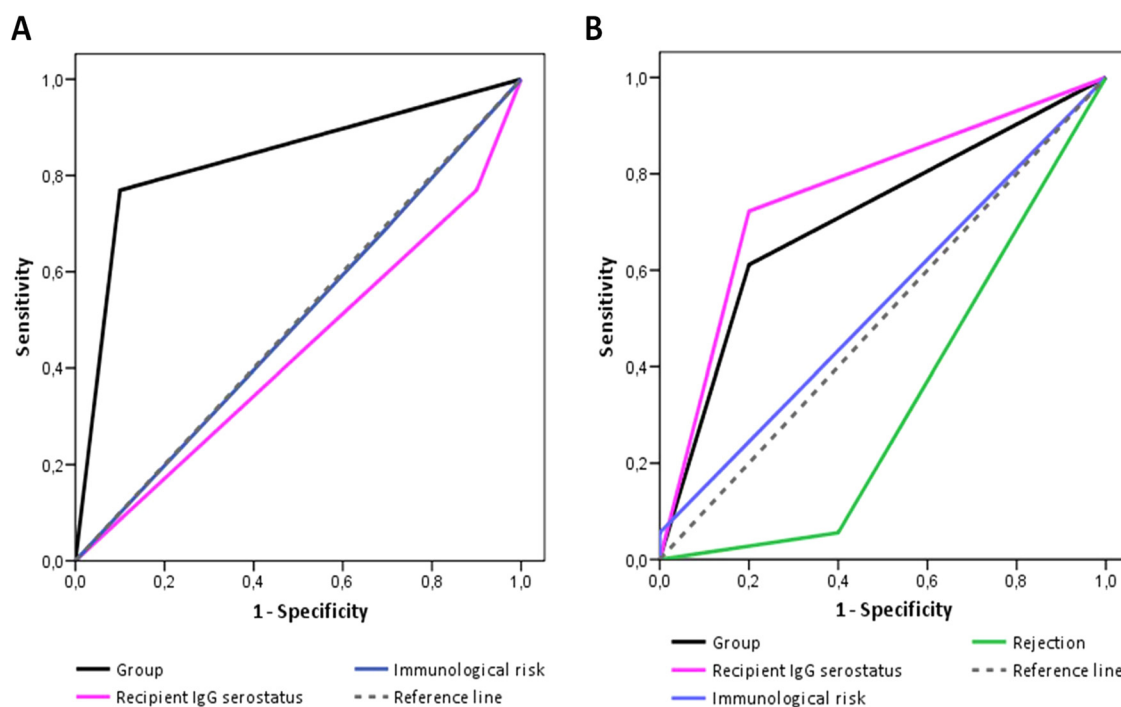 A
1,0
0,8
0,6
0,4
0,2
0,0
Sensitivity
0,0 0,2 0,4 0,6 0,8 1,0
1 - Specificity
Group
Immunological risk
Recipient IgG serostatus
Reference line
B
1,0
0,8
0,6
0,4
0,2
0,0
Sensitivity
0,0 0,2 0,4 0,6 0,8 1,0
1 - Specificity
Group
Rejection
Recipient IgG serostatus
Reference line
Immunological risk